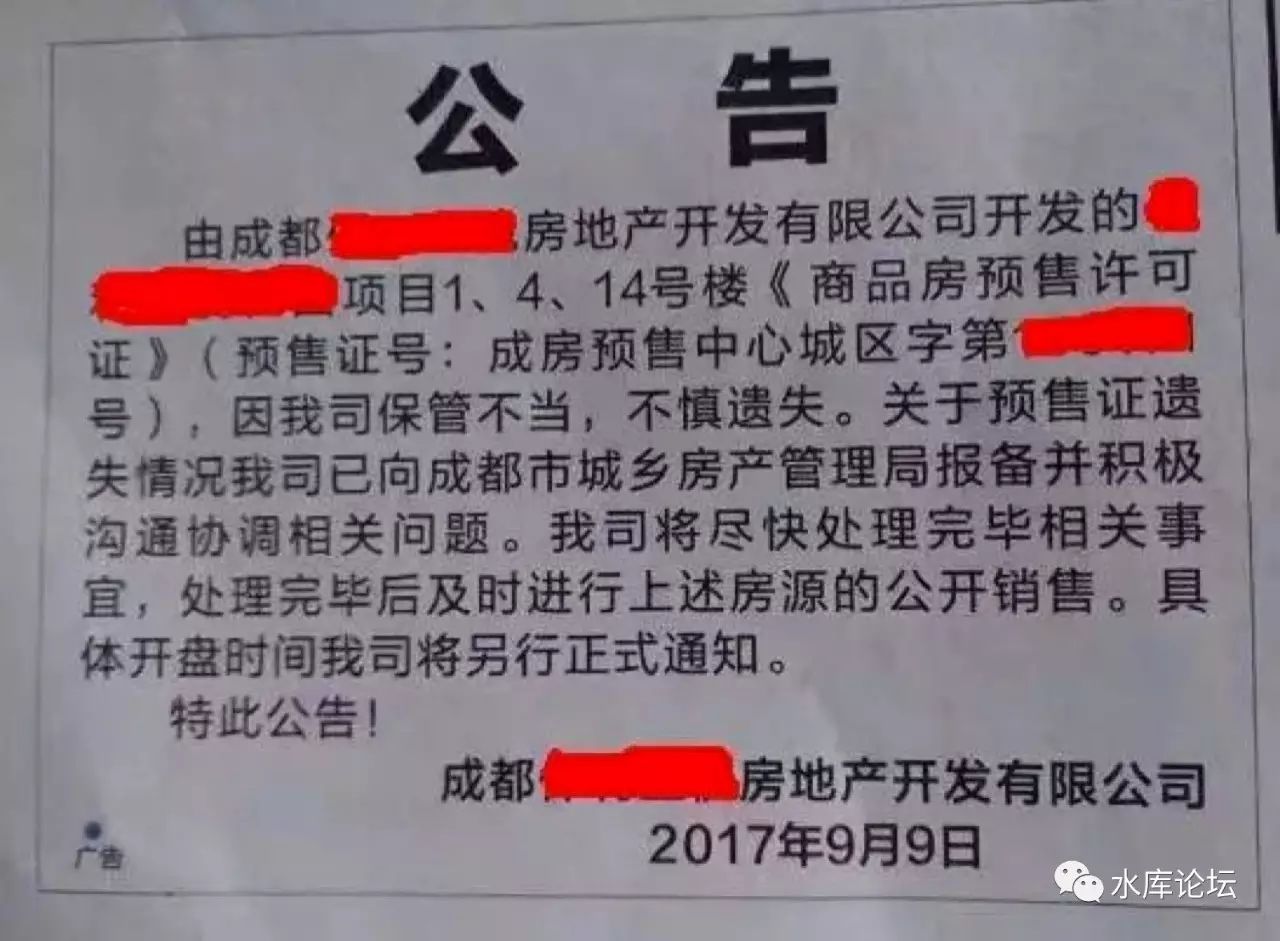 公告
由成都房地产开发有限公司开发的
项目1、4、14号楼《商品房预售许可
证》（预售证号：成房预售中心城区字第
号），因我司保管不当，不慎遗失。关于预售证遗
失情况我司已向成都市城乡房产管理局报备并积极
沟通协调相关问题。我司将尽快处理完毕相关事
宜，处理完毕后及时进行上述房源的公开销售。具
体开盘时间我司将另行正式通知。
特此公告！
成都房地产开发有限公司
2017年9月9日
广告
水库论坛